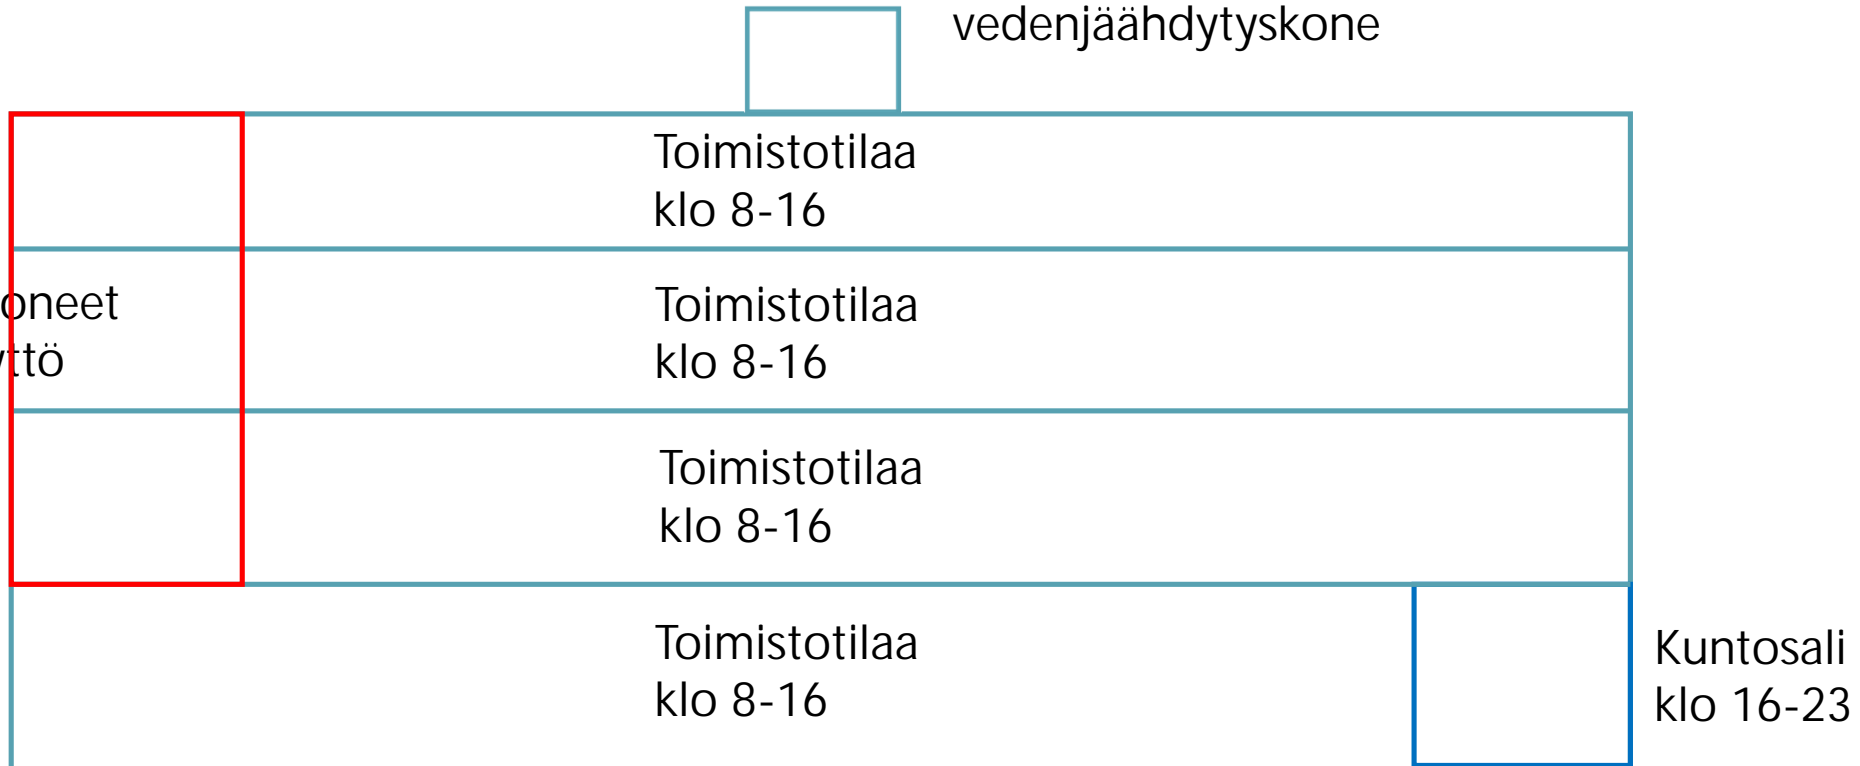 vedenjäähdytyskone
Toimistotilaa
klo 8-16
oneet
ttö
Toimistotilaa
klo 8-16
Toimistotilaa
klo 8-16
Toimistotilaa
klo 8-16
Kuntosali
klo 16-23